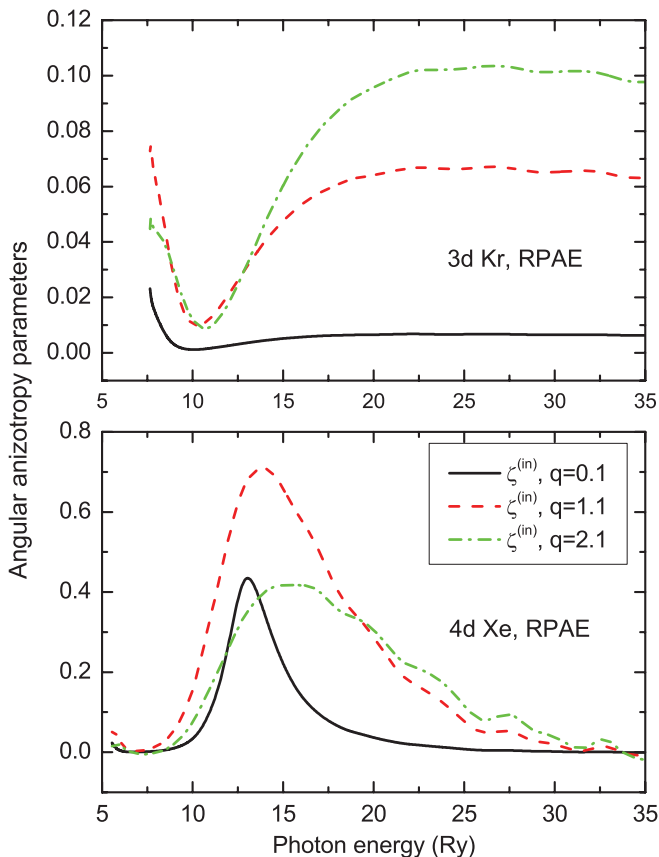 0.12
0.10
0.08
0.06
0.04
0.02
0.00
3d Kr, RPAE
5 10 15 20 25 30 35
Angular anizotropy parameters
0.8
0.6
0.4
0.2
0.0
ζ(in), q=0.1
ζ(in), q=1.1
ζ(in), q=2.1
4d Xe, RPAE
5 10 15 20 25 30 35
Photon energy (Ry)